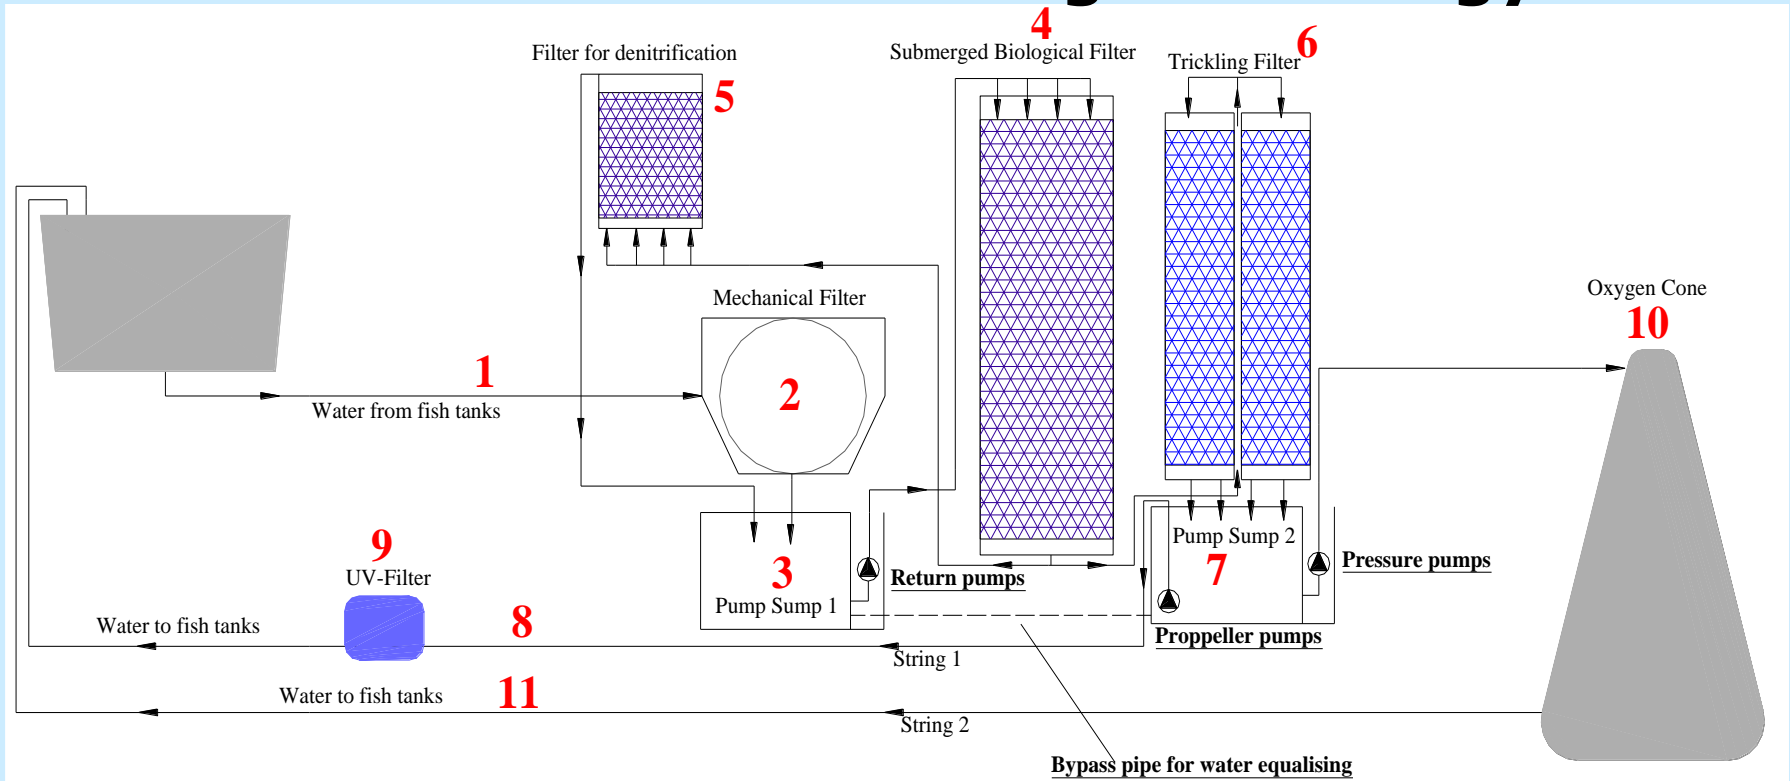 4
6
Filter for denitrification
Submerged Biological Filter
Trickling Filter
5
Oxygen Cone
10
Mechanical Filter
1
2
Water from fish tanks
9
UV-Filter
3
Pump Sump 1
Return pumps
Pump Sump 2
7
Pressure pumps
8
Water to fish tanks
Proppeller pumps
String 1
Water to fish tanks
11
String 2
Bypass pipe for water equalising